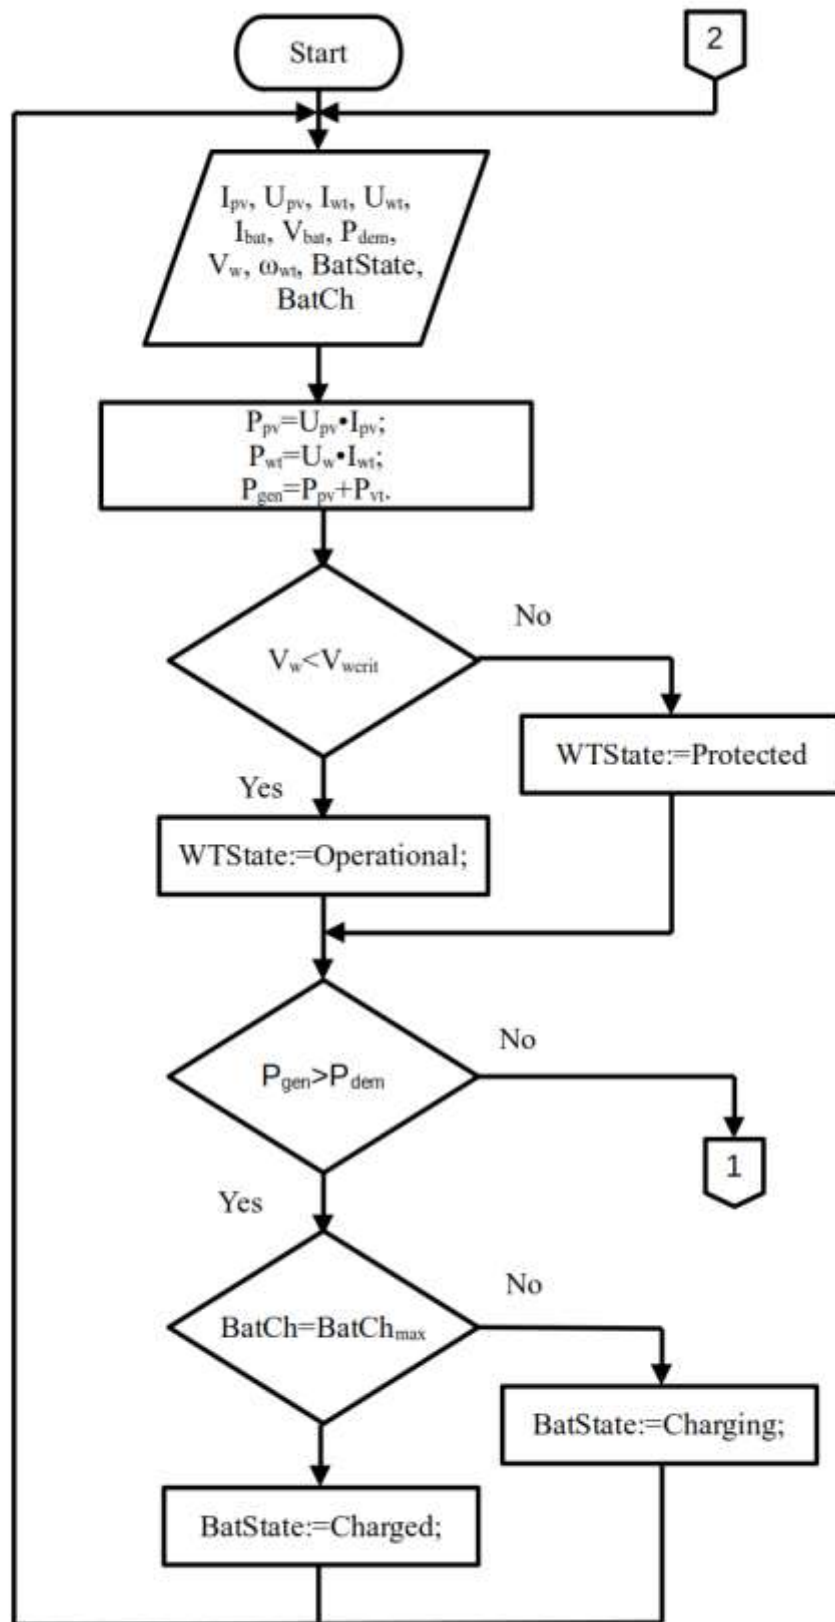 Start
2
Ipv, Upv, Iwt, Uwt,
Ibat, Vbat, Pdem,
Vw, ωwt, BatState,
BatCh
Ppv=Upv•Ipv;
Pwt=Uw•Iwt;
Pgen=Ppv+Pvt.
No
Vw<Vwcrit
WTState:=Protected
Yes
WTState:=Operational;
No
Pgen>Pdem
1
Yes
No
BatCh=BatChmax
BatState:=Charging;
BatState:=Charged;